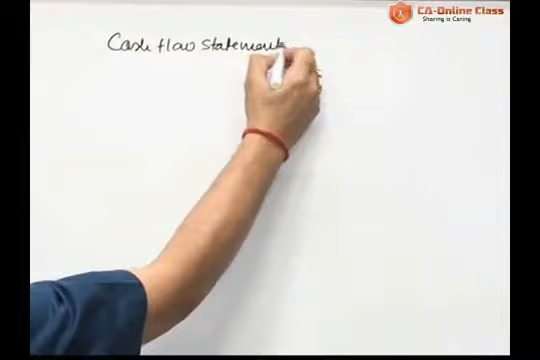 CA-Online Class
Sharing is Caring
Cash flow statement